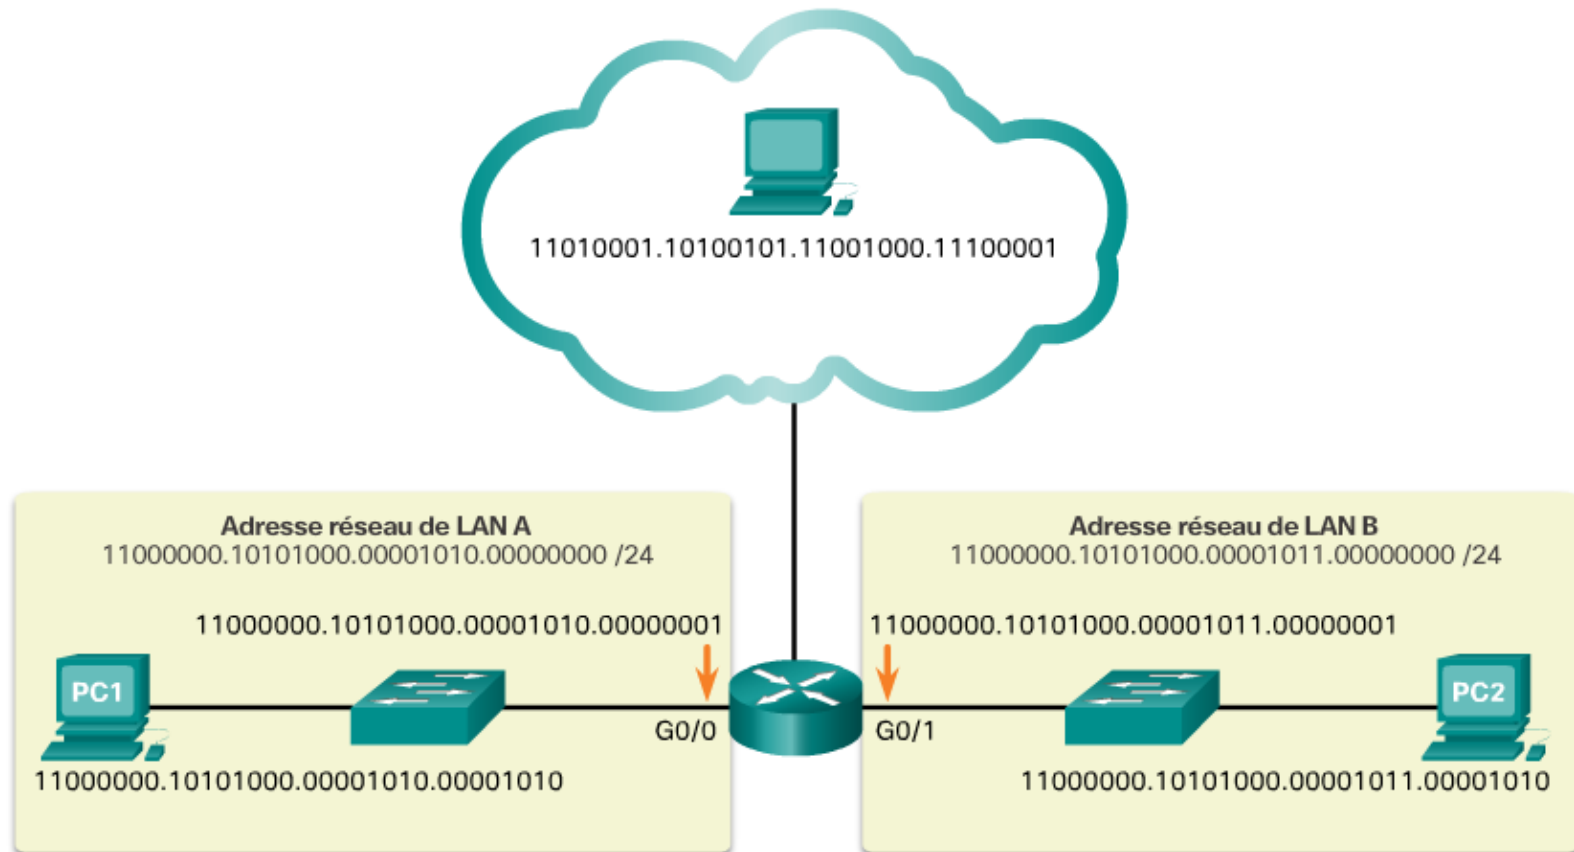 11010001.10100101.11001000.11100001
Adresse réseau de LAN A
11000000.10101000.00001010.00000000 /24
11000000.10101000.00001010.00000001
PC1
G0/0
11000000.10101000.00001010.00001010
Adresse réseau de LAN B
11000000.10101000.00001011.00000000 /24
11000000.10101000.00001011.00000001
G0/1
PC2
11000000.10101000.00001011.00001010